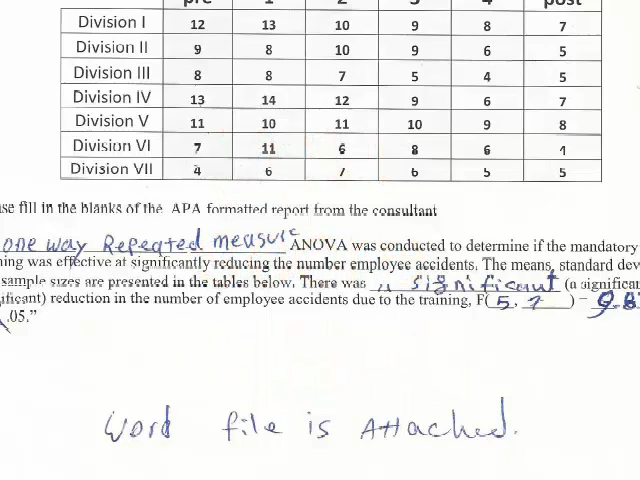 pre 1 2 3 4 post
Division I 12 13 10 9 8 7
Division II 9 8 10 9 6 5
Division III 8 8 7 5 4 5
Division IV 13 14 12 9 6 7
Division V 11 10 11 10 9 8
Division VI 7 11 6 8 6
Division VII 4 6 7 6 5 5
se fill in the blanks of the APA formatted report from the consultant
one way Repeated measure ANOVA was conducted to determine if the mandatory
ning was effective at significantly reducing the number employee accidents. The means, standard dev
sample sizes are presented in the tables below. There was a significant (a significan
ificant) reduction in the number of employee accidents due to the training, F( 5, ) = 9.8
.05."
Word file is Attached.